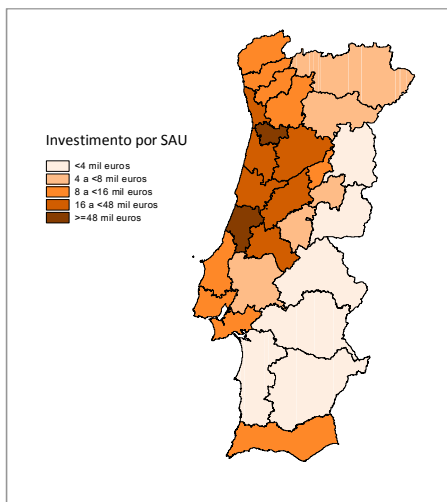 Investimento por SAU
<4 mil euros
4 a <8 mil euros
8 a <16 mil euros
16 a <48 mil euros
>=48 mil euros